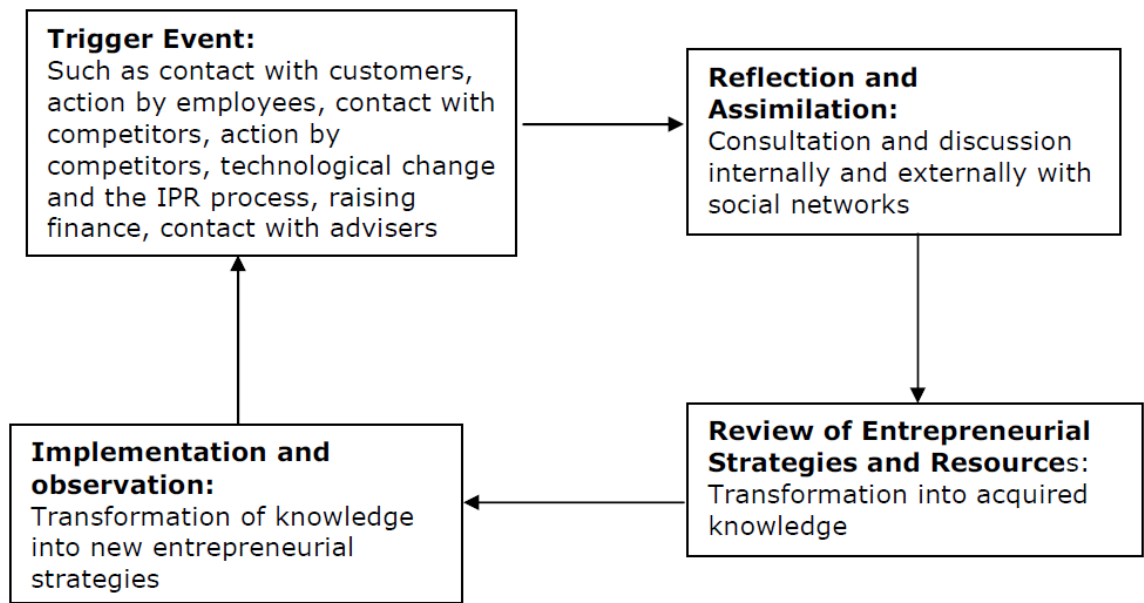 Trigger Event:
Such as contact with customers,
action by employees, contact with
competitors, action by
competitors, technological change
and the IPR process, raising
finance, contact with advisers
Reflection and
Assimilation:
Consultation and discussion
internally and externally with
social networks
Review of Entrepreneurial
Strategies and Resources:
Transformation into acquired
knowledge
Implementation and
observation:
Transformation of knowledge
into new entrepreneurial
strategies